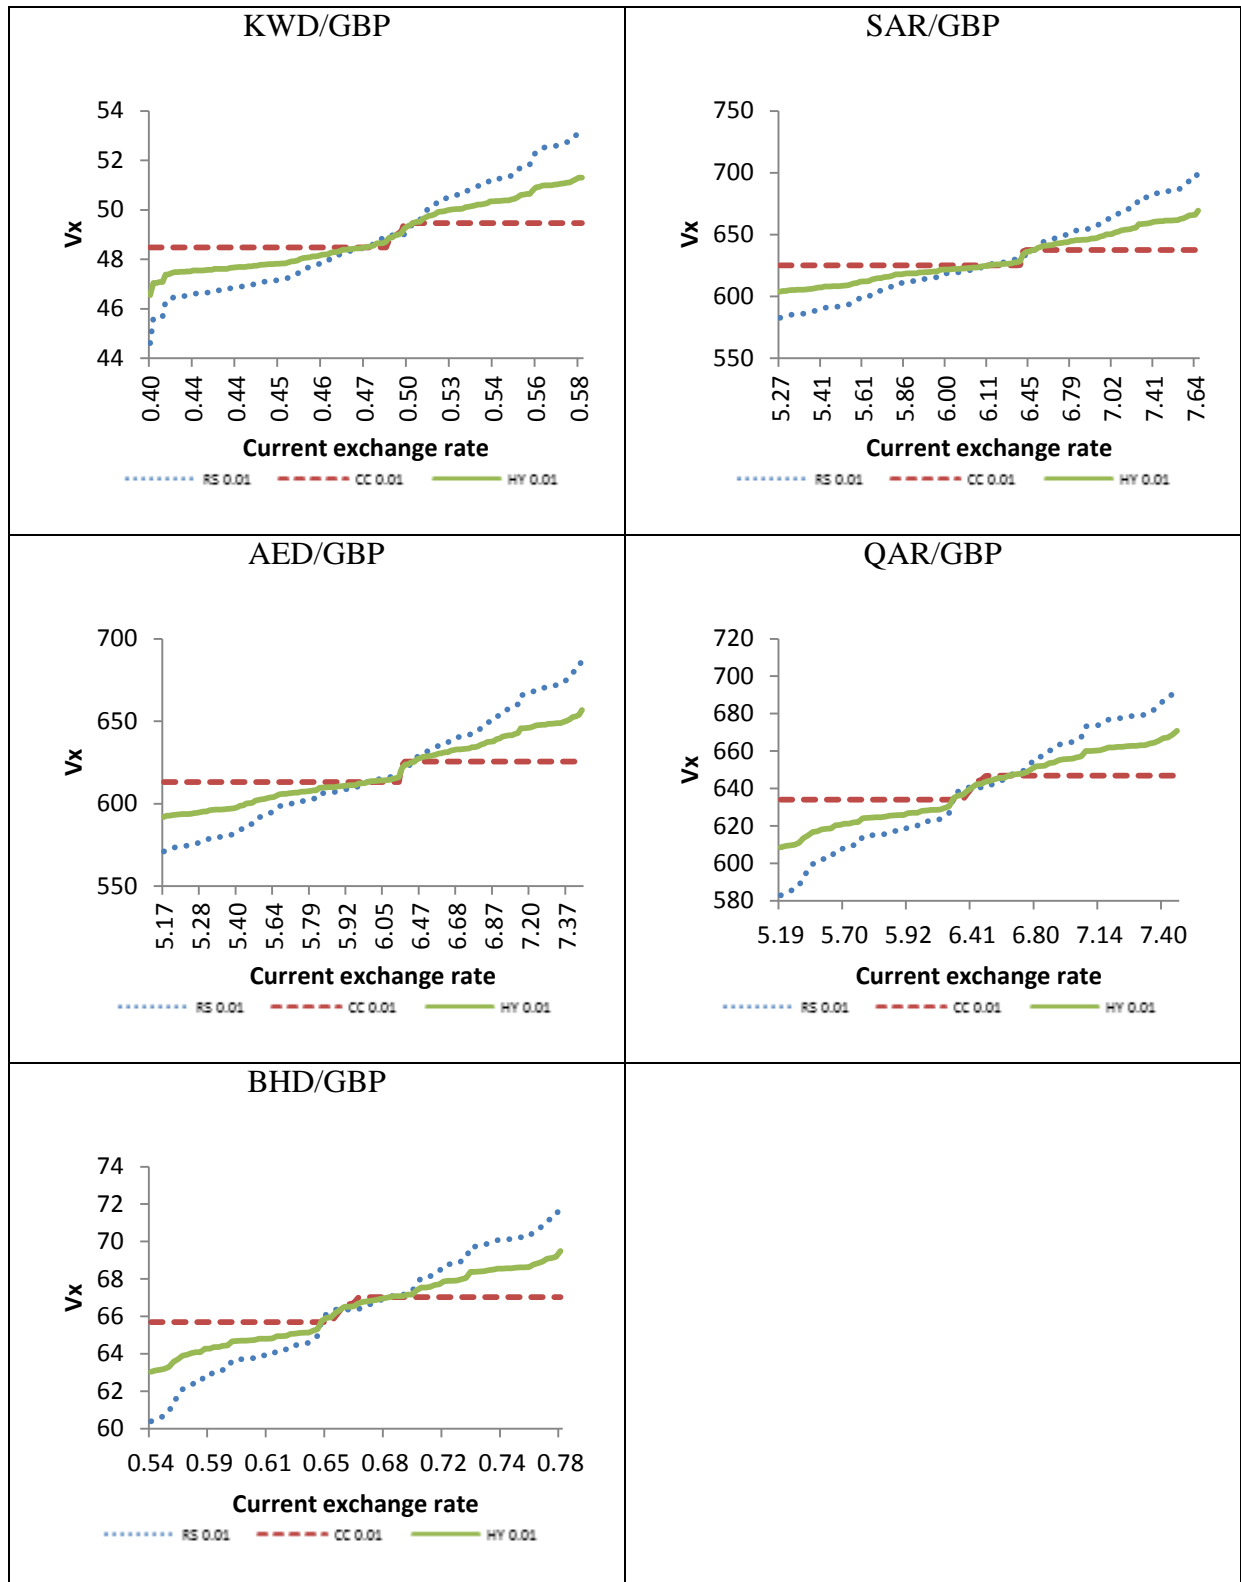 KWD/GBP
54
52
50
48
46
44
Vx
0.40
0.44
0.44
0.45
0.46
0.47
0.50
0.53
0.54
0.56
0.58
Current exchange rate
RS 0.01 CC 0.01 HY 0.01
SAR/GBP
750
700
650
600
550
Vx
5.27
5.41
5.61
5.86
6.00
6.11
6.45
6.79
7.02
7.41
7.64
Current exchange rate
RS 0.01 CC 0.01 HY 0.01
AED/GBP
700
650
600
550
Vx
5.17
5.28
5.40
5.64
5.79
5.92
6.05
6.47
6.68
6.87
7.20
7.37
Current exchange rate
RS 0.01 CC 0.01 HY 0.01
QAR/GBP
720
700
680
660
640
620
600
580
Vx
5.19 5.70 5.92 6.41 6.80 7.14 7.40
Current exchange rate
RS 0.01 CC 0.01 HY 0.01
BHD/GBP
74
72
70
68
66
64
62
60
Vx
0.54 0.59 0.61 0.65 0.68 0.72 0.74 0.78
Current exchange rate
RS 0.01 CC 0.01 HY 0.01